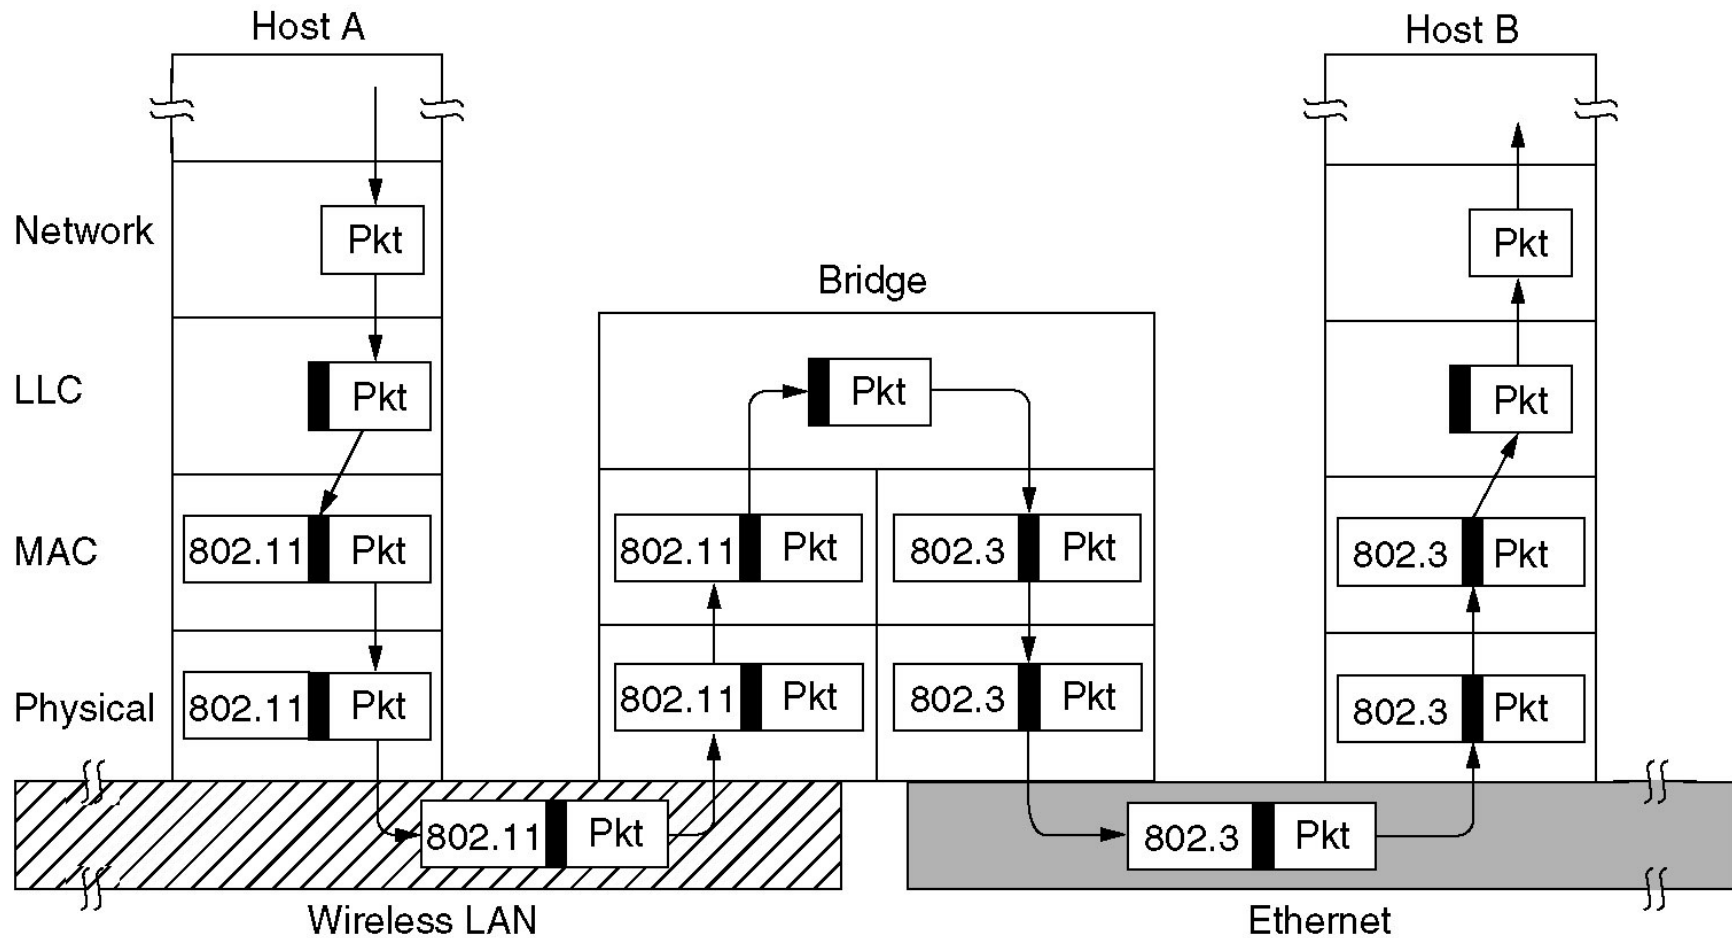 Host A
Host B
Network
Pkt
Pkt
Bridge
LLC
Pkt
Pkt
Pkt
MAC
802.11 Pkt
802.11 Pkt
802.3 Pkt
802.3 Pkt
Physical
802.11 Pkt
802.11 Pkt
802.3 Pkt
802.3 Pkt
802.11 Pkt
802.3 Pkt
Wireless LAN
Ethernet